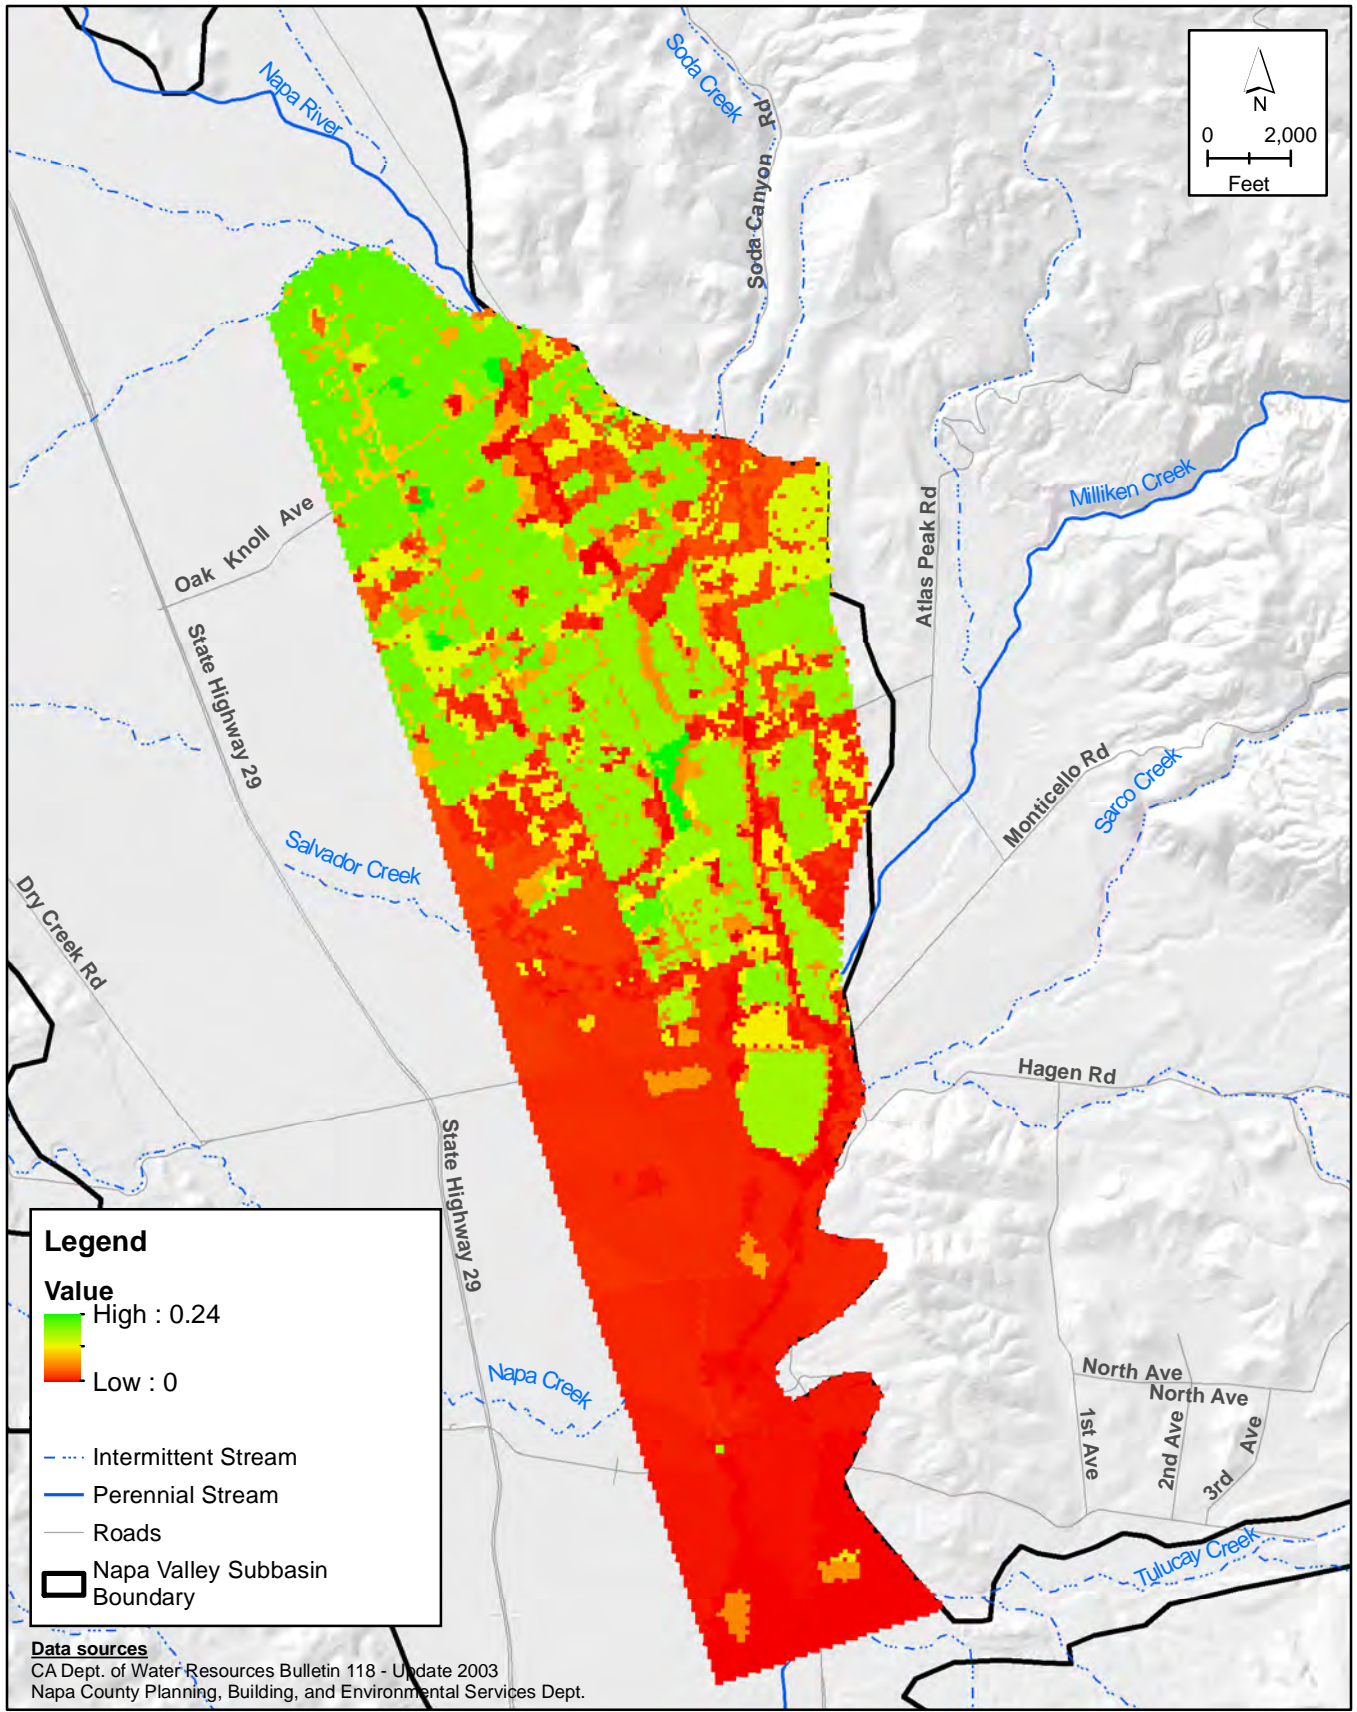 Napa River
Soda Creek
Soda Canyon Rd
N
0 2,000
Feet
Milliken Creek
Oak Knoll Ave
Atlas Peak Rd
State Highway 29
Monticello Rd
Sarco Creek
Salvador Creek
Dry Creek Rd
Hagen Rd
State Highway 29
Napa Creek
North Ave
North Ave
1st Ave
2nd Ave
3rd Ave
Tulucay Creek
Legend
Value
High : 0.24
Low : 0
Intermittent Stream
Perennial Stream
Roads
Napa Valley Subbasin
Boundary
Data sources
CA Dept. of Water Resources Bulletin 118 - Update 2003
Napa County Planning, Building, and Environmental Services Dept.